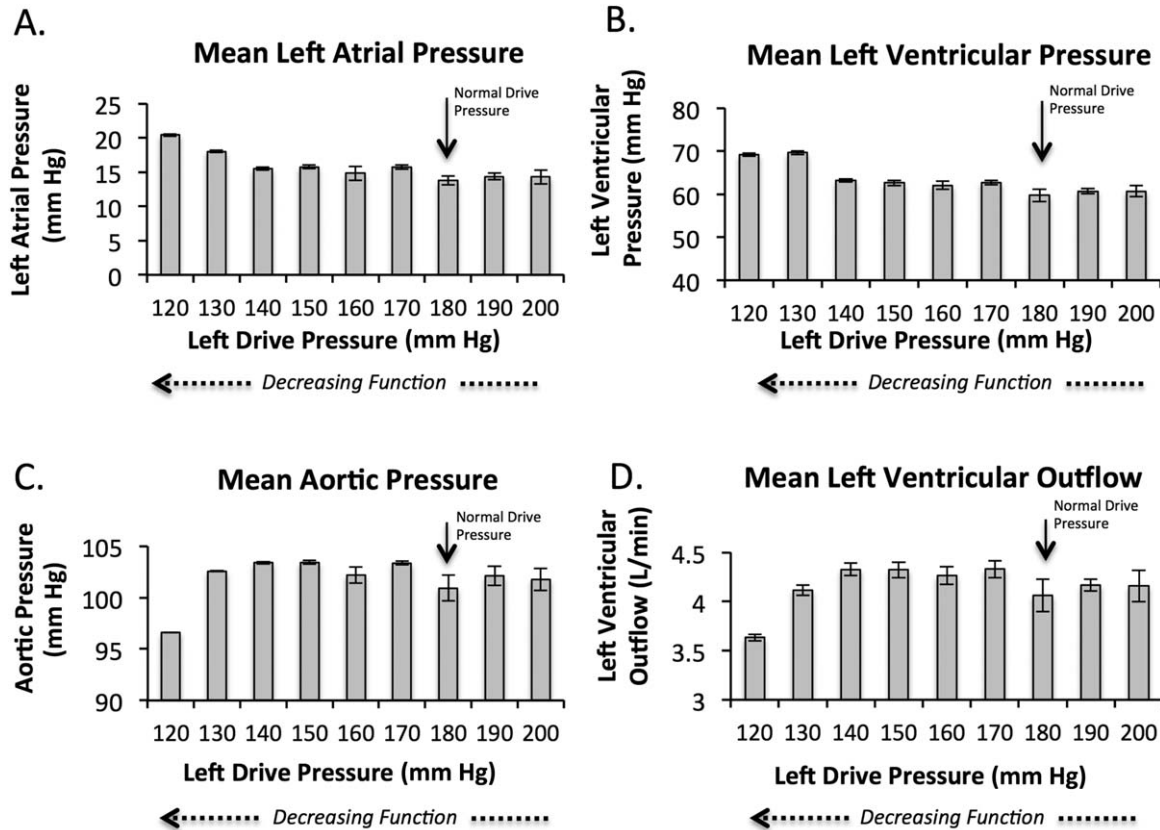 A.
Mean Left Atrial Pressure
Normal Drive
Pressure
Left Atrial Pressure
(mm Hg)
25
20
15
10
5
0
120 130 140 150 160 170 180 190 200
Left Drive Pressure (mm Hg)
Decreasing Function
B.
Mean Left Ventricular Pressure
Normal Drive
Pressure
Left Ventricular
Pressure (mm Hg)
80
70
60
50
40
120 130 140 150 160 170 180 190 200
Left Drive Pressure (mm Hg)
Decreasing Function
C.
Mean Aortic Pressure
Normal Drive
Pressure
Aortic Pressure
(mm Hg)
105
100
95
90
120 130 140 150 160 170 180 190 200
Left Drive Pressure (mm Hg)
Decreasing Function
D.
Mean Left Ventricular Outflow
Normal Drive
Pressure
Left Ventricular
Outflow (L/min)
4.5
4
3.5
3
120 130 140 150 160 170 180 190 200
Left Drive Pressure (mm Hg)
Decreasing Function